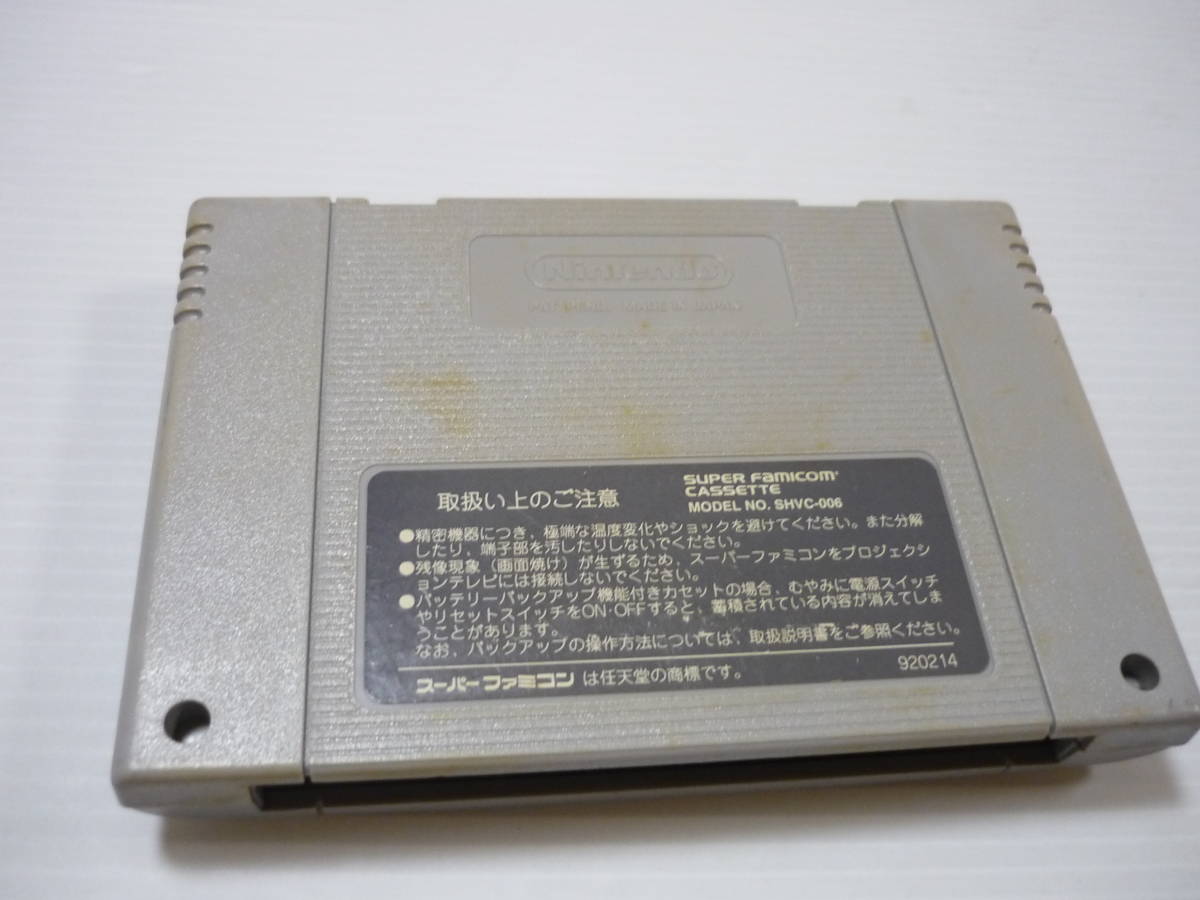 Nintendo
PAT. PEND. MADE IN JAPAN
取扱い上のご注意
SUPER FAMICOM
CASSETTE
MODEL NO. SHVC-006
●精密機器につき、極端な温度変化やショックを避けてください。また分解
したり、端子部を汚したりしないでください。
●残像現象（画面焼け）が生ずるため、スーパーファミコンをプロジェクシ
ョンテレビには接続しないでください。
●バッテリーバックアップ機能付きカセットの場合、むやみに電源スイッチ
やリセットスイッチをON·OFFすると、蓄積されている内容が消えてしま
うことがあります。
なお、バックアップの操作方法については、取扱説明書をご参照ください。
スーパーファミコン は任天堂の商標です。
920214